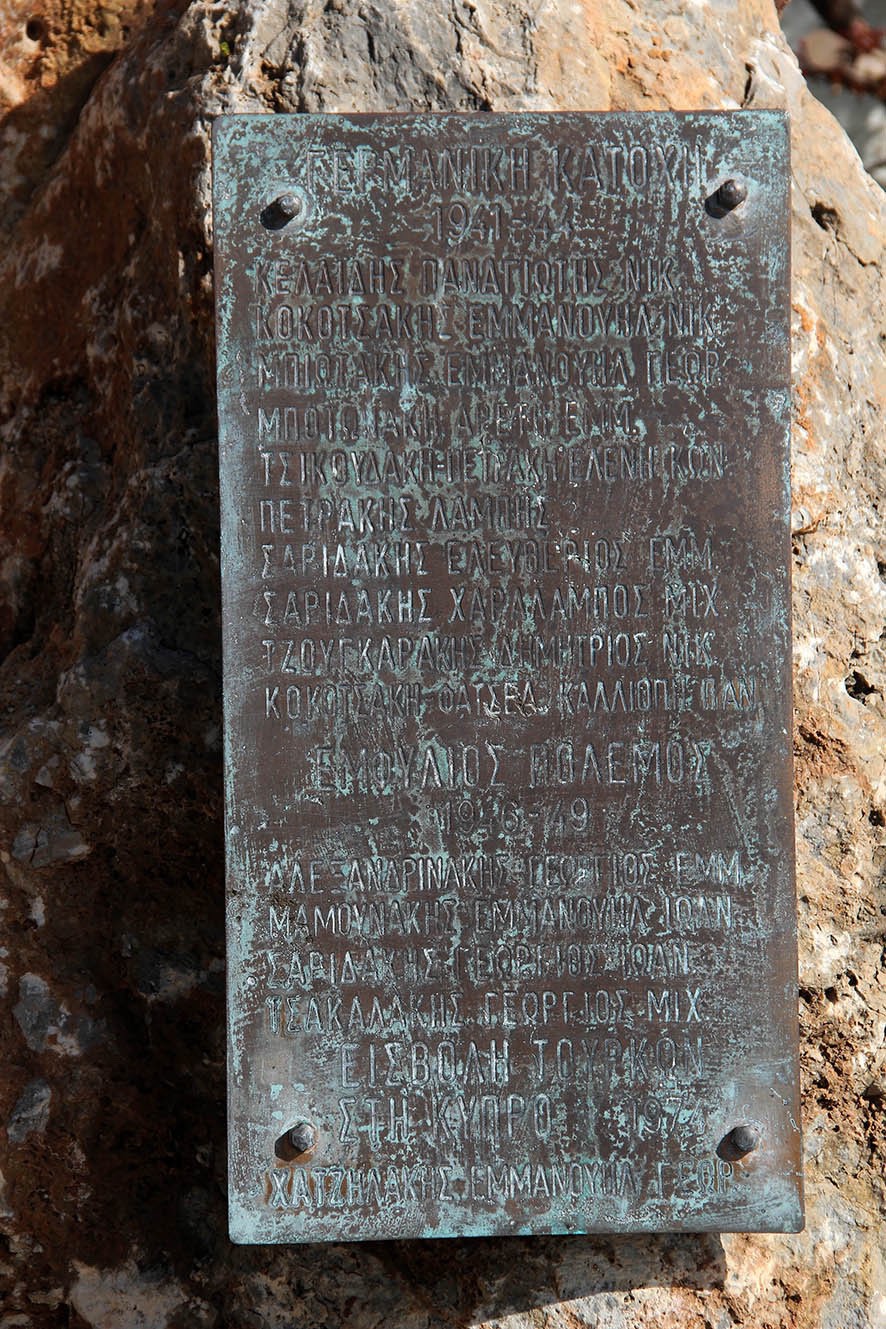 ΓΕΡΜΑΝΙΚΗ ΚΑΤΟΧΗ
1941-44
ΚΕΛΑΙΔΗΣ ΠΑΝΑΓΙΩΤΗΣ ΝΙΚ.
ΚΟΚΟΤΣΑΚΗΣ ΕΜΜΑΝΟΥΗΛ ΝΙΚ.
ΜΠΙΩΤΑΚΗΣ ΕΜΜΑΝΟΥΗΛ ΓΕΩΡ.
ΑΡΕΤΗ ΕΜΜ.
ΤΣΙΚΟΥΔΑΚΗ-ΠΕΤΡΑΚΗ ΕΛΕΝΗ ΚΩΝ
ΠΕΤΡΑΚΗΣ ΛΑΜΠΗΣ
ΣΑΡΙΔΑΚΗΣ ΕΛΕΥΘΕΡΙΟΣ ΕΜΜ.
ΣΑΡΙΔΑΚΗΣ ΧΑΡΑΛΑΜΠΟΣ ΜΙΧ.
ΤΖΟΥΓΚΑΡΑΚΗΣ ΔΗΜΗΤΡΙΟΣ ΝΙΚ.
ΚΟΚΟΤΣΑΚΗ ΦΑΤΣΕΑ ΚΑΛΛΙΟΠΗ ΠΑΝ.
ΕΜΦΥΛΙΟΣ ΠΟΛΕΜΟΣ
1946-49
ΑΛΕΞΑΝΔΡΙΝΑΚΗΣ ΓΕΩΡΓΙΟΣ ΕΜΜ.
ΜΑΜΟΥΝΑΚΗΣ ΕΜΜΑΝΟΥΗΛ ΙΩΑΝ.
ΣΑΡΙΔΑΚΗΣ ΓΕΩΡΓΙΟΣ ΙΩΑΝ.
ΤΣΑΚΑΛΑΚΗΣ ΓΕΩΡΓΙΟΣ ΜΙΧ.
ΕΙΣΒΟΛΗ ΤΟΥΡΚΩΝ
ΣΤΗ ΚΥΠΡΟ 1974
ΧΑΤΖΗΛΑΚΗΣ ΕΜΜΑΝΟΥΗΛ ΓΕΩΡ.